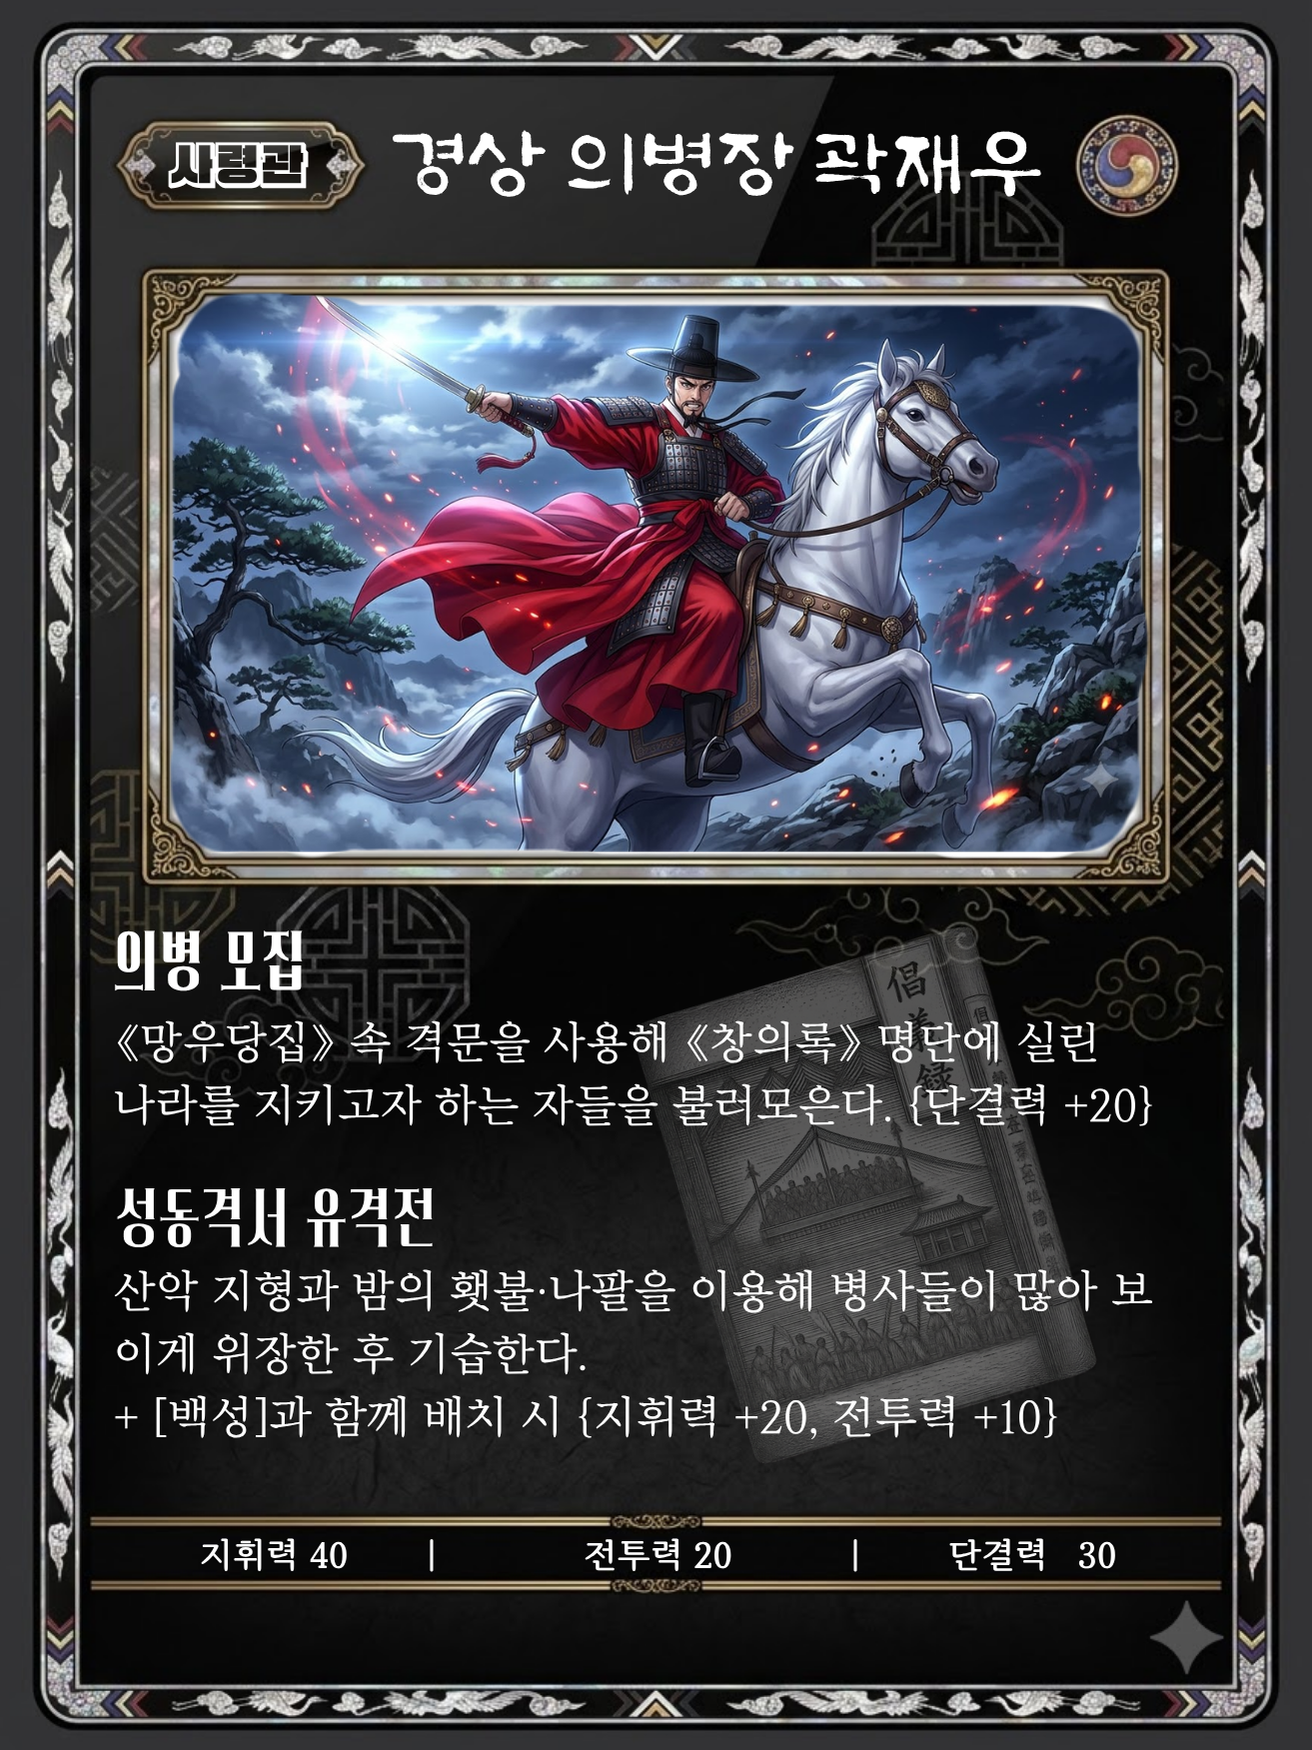 사령관
경상 의병장 곽재우
의병 모집
《망우당집》 속 격문을 사용해 《창의록》 명단에 실린
나라를 지키고자 하는 자들을 불러모은다. {단결력 +20}
倡義錄
성동격서 유격전
산악 지형과 밤의 횃불·나팔을 이용해 병사들이 많아 보
이게 위장한 후 기습한다.
+ [백성]과 함께 배치 시 {지휘력 +20, 전투력 +10}
지휘력 40 | 전투력 20 | 단결력 30